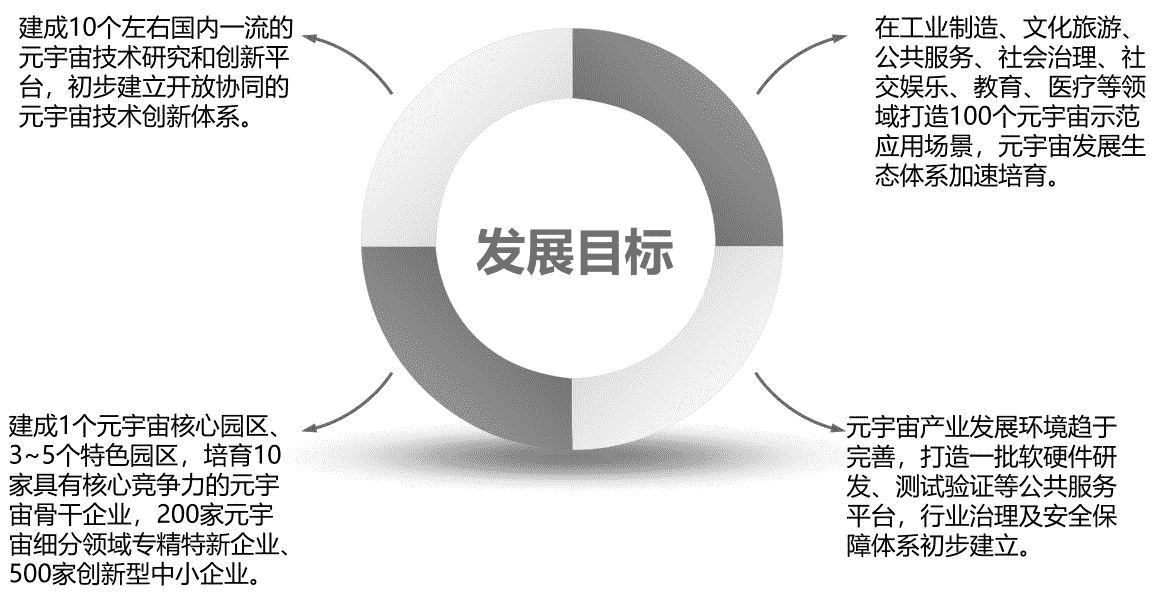 建成10个左右国内一流的
元宇宙技术研究和创新平
台，初步建立开放协同的
元宇宙技术创新体系。
在工业制造、文化旅游、
公共服务、社会治理、社
交娱乐、教育、医疗等领
域打造100个元宇宙示范
应用场景，元宇宙发展生
态体系加速培育。
发展目标
建成1个元宇宙核心园区、
3~5个特色园区，培育10
家具有核心竞争力的元宇
宙骨干企业，200家元宇
宙细分领域专精特新企业、
500家创新型中小企业。
元宇宙产业发展环境趋于
完善，打造一批软硬件研
发、测试验证等公共服务
平台，行业治理及安全保
障体系初步建立。